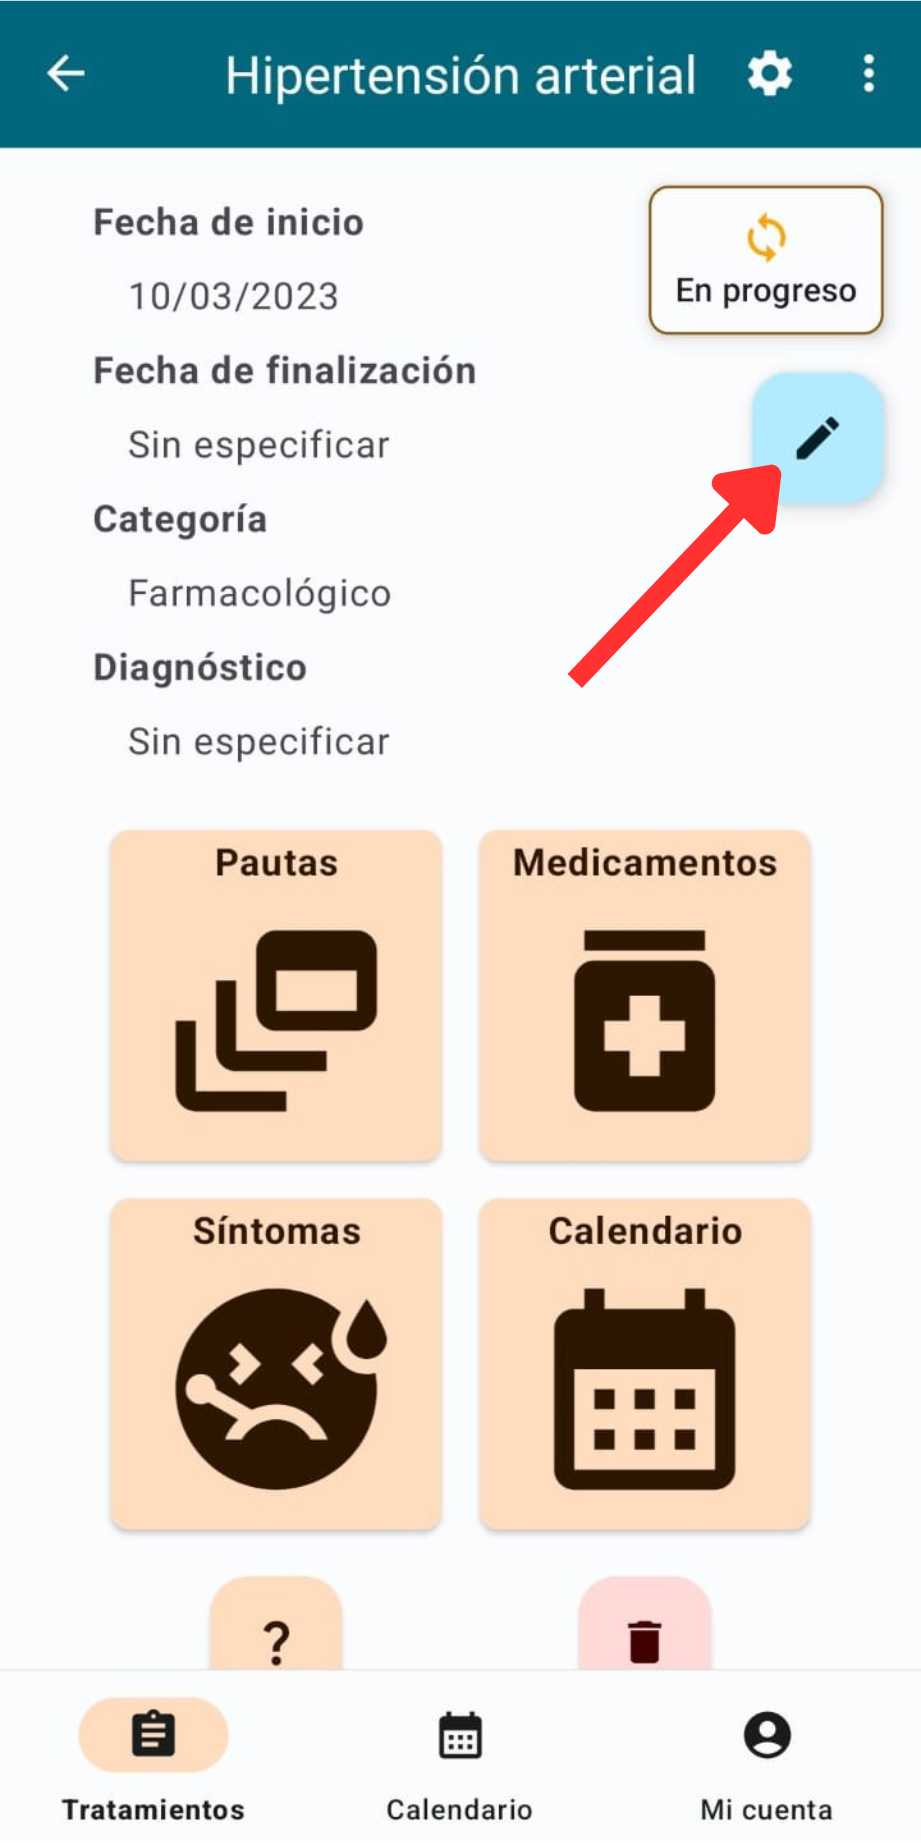 Hipertensión arterial
Fecha de inicio
10/03/2023
En progreso
Fecha de finalización
Sin especificar
Categoría
Farmacológico
Diagnóstico
Sin especificar
Pautas
Medicamentos
Síntomas
Calendario
?
Tratamientos
Calendario
Mi cuenta